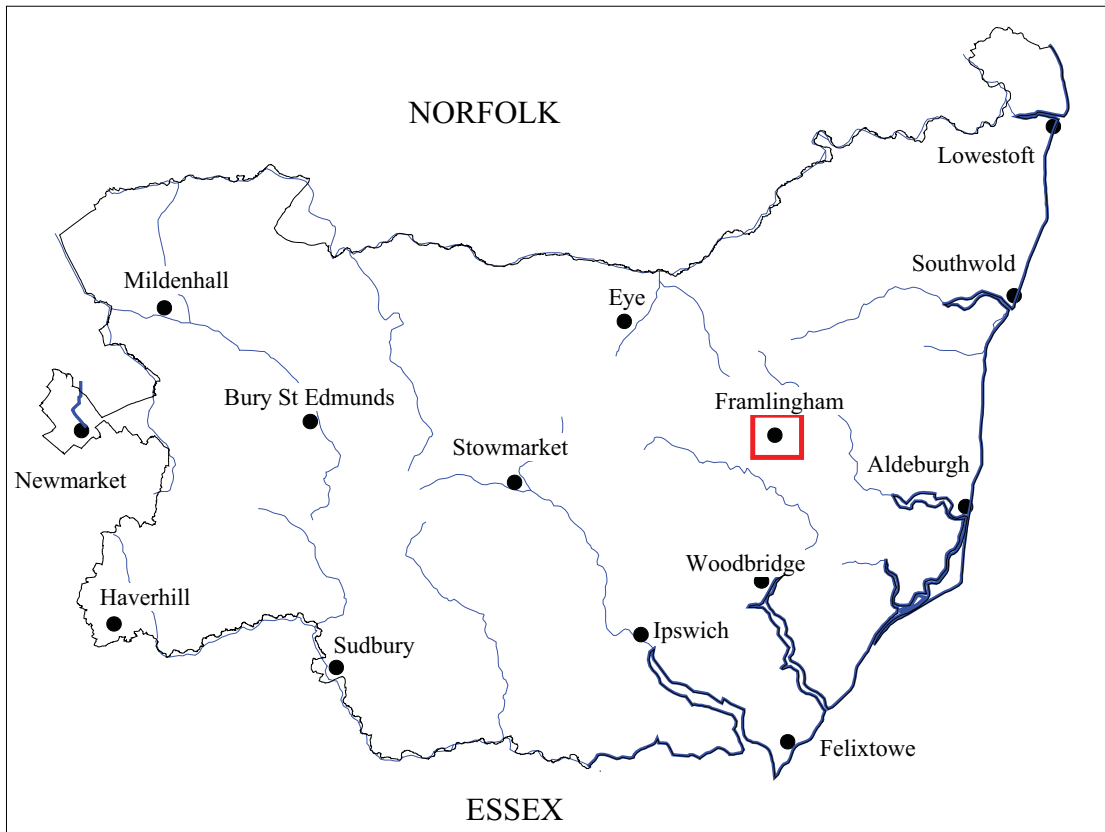 NORFOLK
Lowestoft
Southwold
Mildenhall
Eye
Bury St Edmunds
Framlingham
Stowmarket
Aldeburgh
Newmarket
Woodbridge
Haverhill
Ipswich
Sudbury
Felixtowe
ESSEX